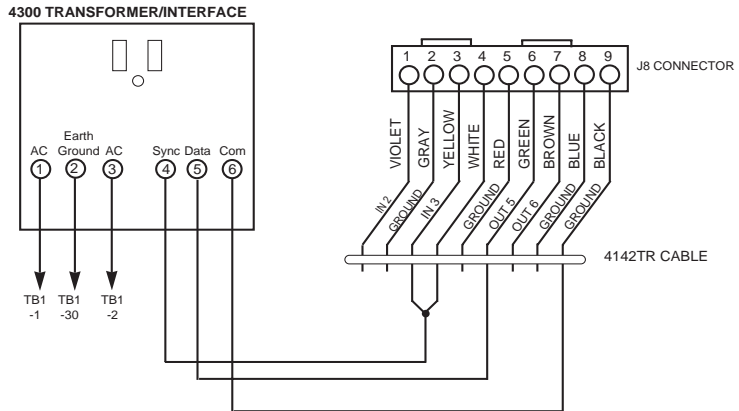 4300 TRANSFORMER/INTERFACE
Earth
AC Ground AC Sync Data Com
1 2 3 4 5 6
TB1 TB1 TB1
-1 -30 -2
1 2 3 4 5 6 7 8 9
J8 CONNECTOR
VIOLET
GRAY
YELLOW
WHITE
RED
GREEN
BROWN
BLUE
BLACK
IN 2
GROUND
IN 3
GROUND
OUT 5
OUT 6
GROUND
GROUND
4142TR CABLE